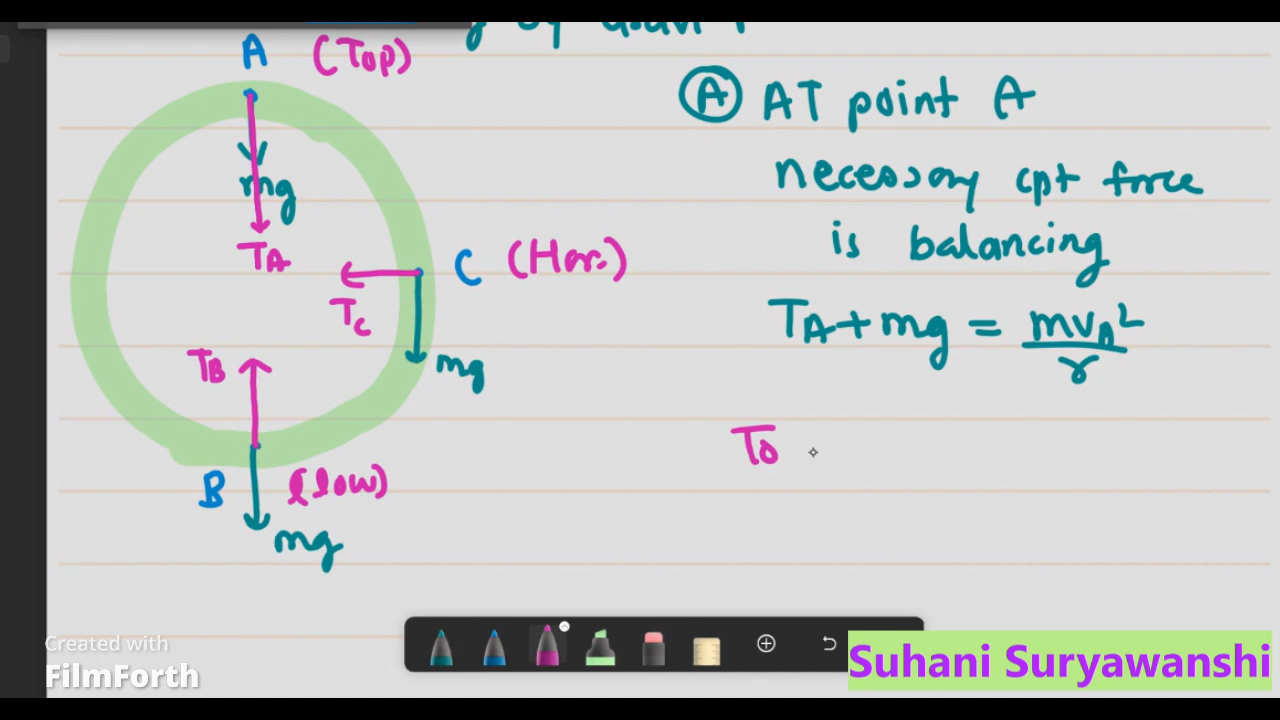 A (Top)
mg
TA
C (Hor.)
TC
mg
TB
B (low)
mg
by
Ⓐ AT point A
necessary cpt force
is balancing
TA + mg = mvA² / r
To
Created with
FilmForth
Suhani Suryawanshi